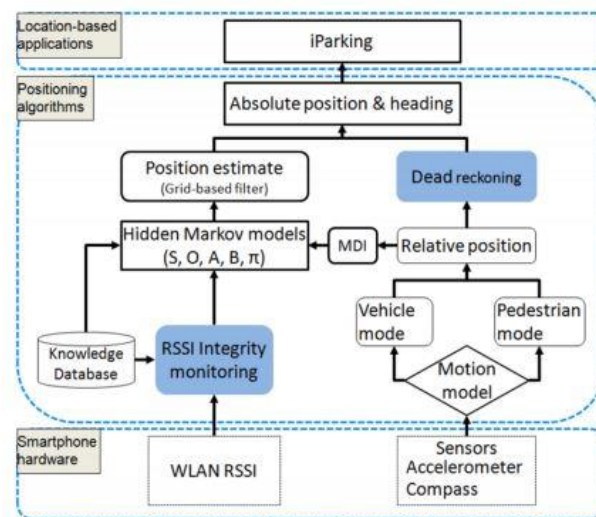 Location-based
applications
iParking
Positioning
algorithms
Absolute position & heading
Position estimate
(Grid-based filter)
Dead reckoning
Hidden Markov models
(S, O, A, B, π)
MDI
Relative position
Vehicle
mode
Pedestrian
mode
Knowledge
Database
RSSI Integrity
monitoring
Motion
model
Smartphone
hardware
WLAN RSSI
Sensors
Accelerometer
Compass